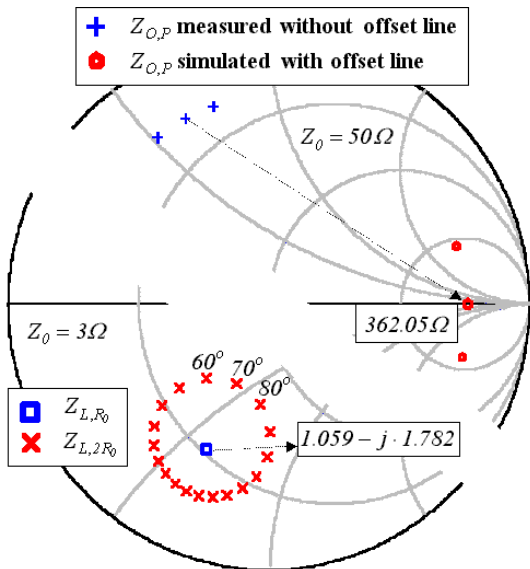 Z_{O,P} measured without offset line
Z_{O,P} simulated with offset line
Z_0 = 50Ω
362.05Ω
Z_0 = 3Ω
60° 70° 80°
Z_{L,R_0}
Z_{L,2R_0}
1.059 − j · 1.782